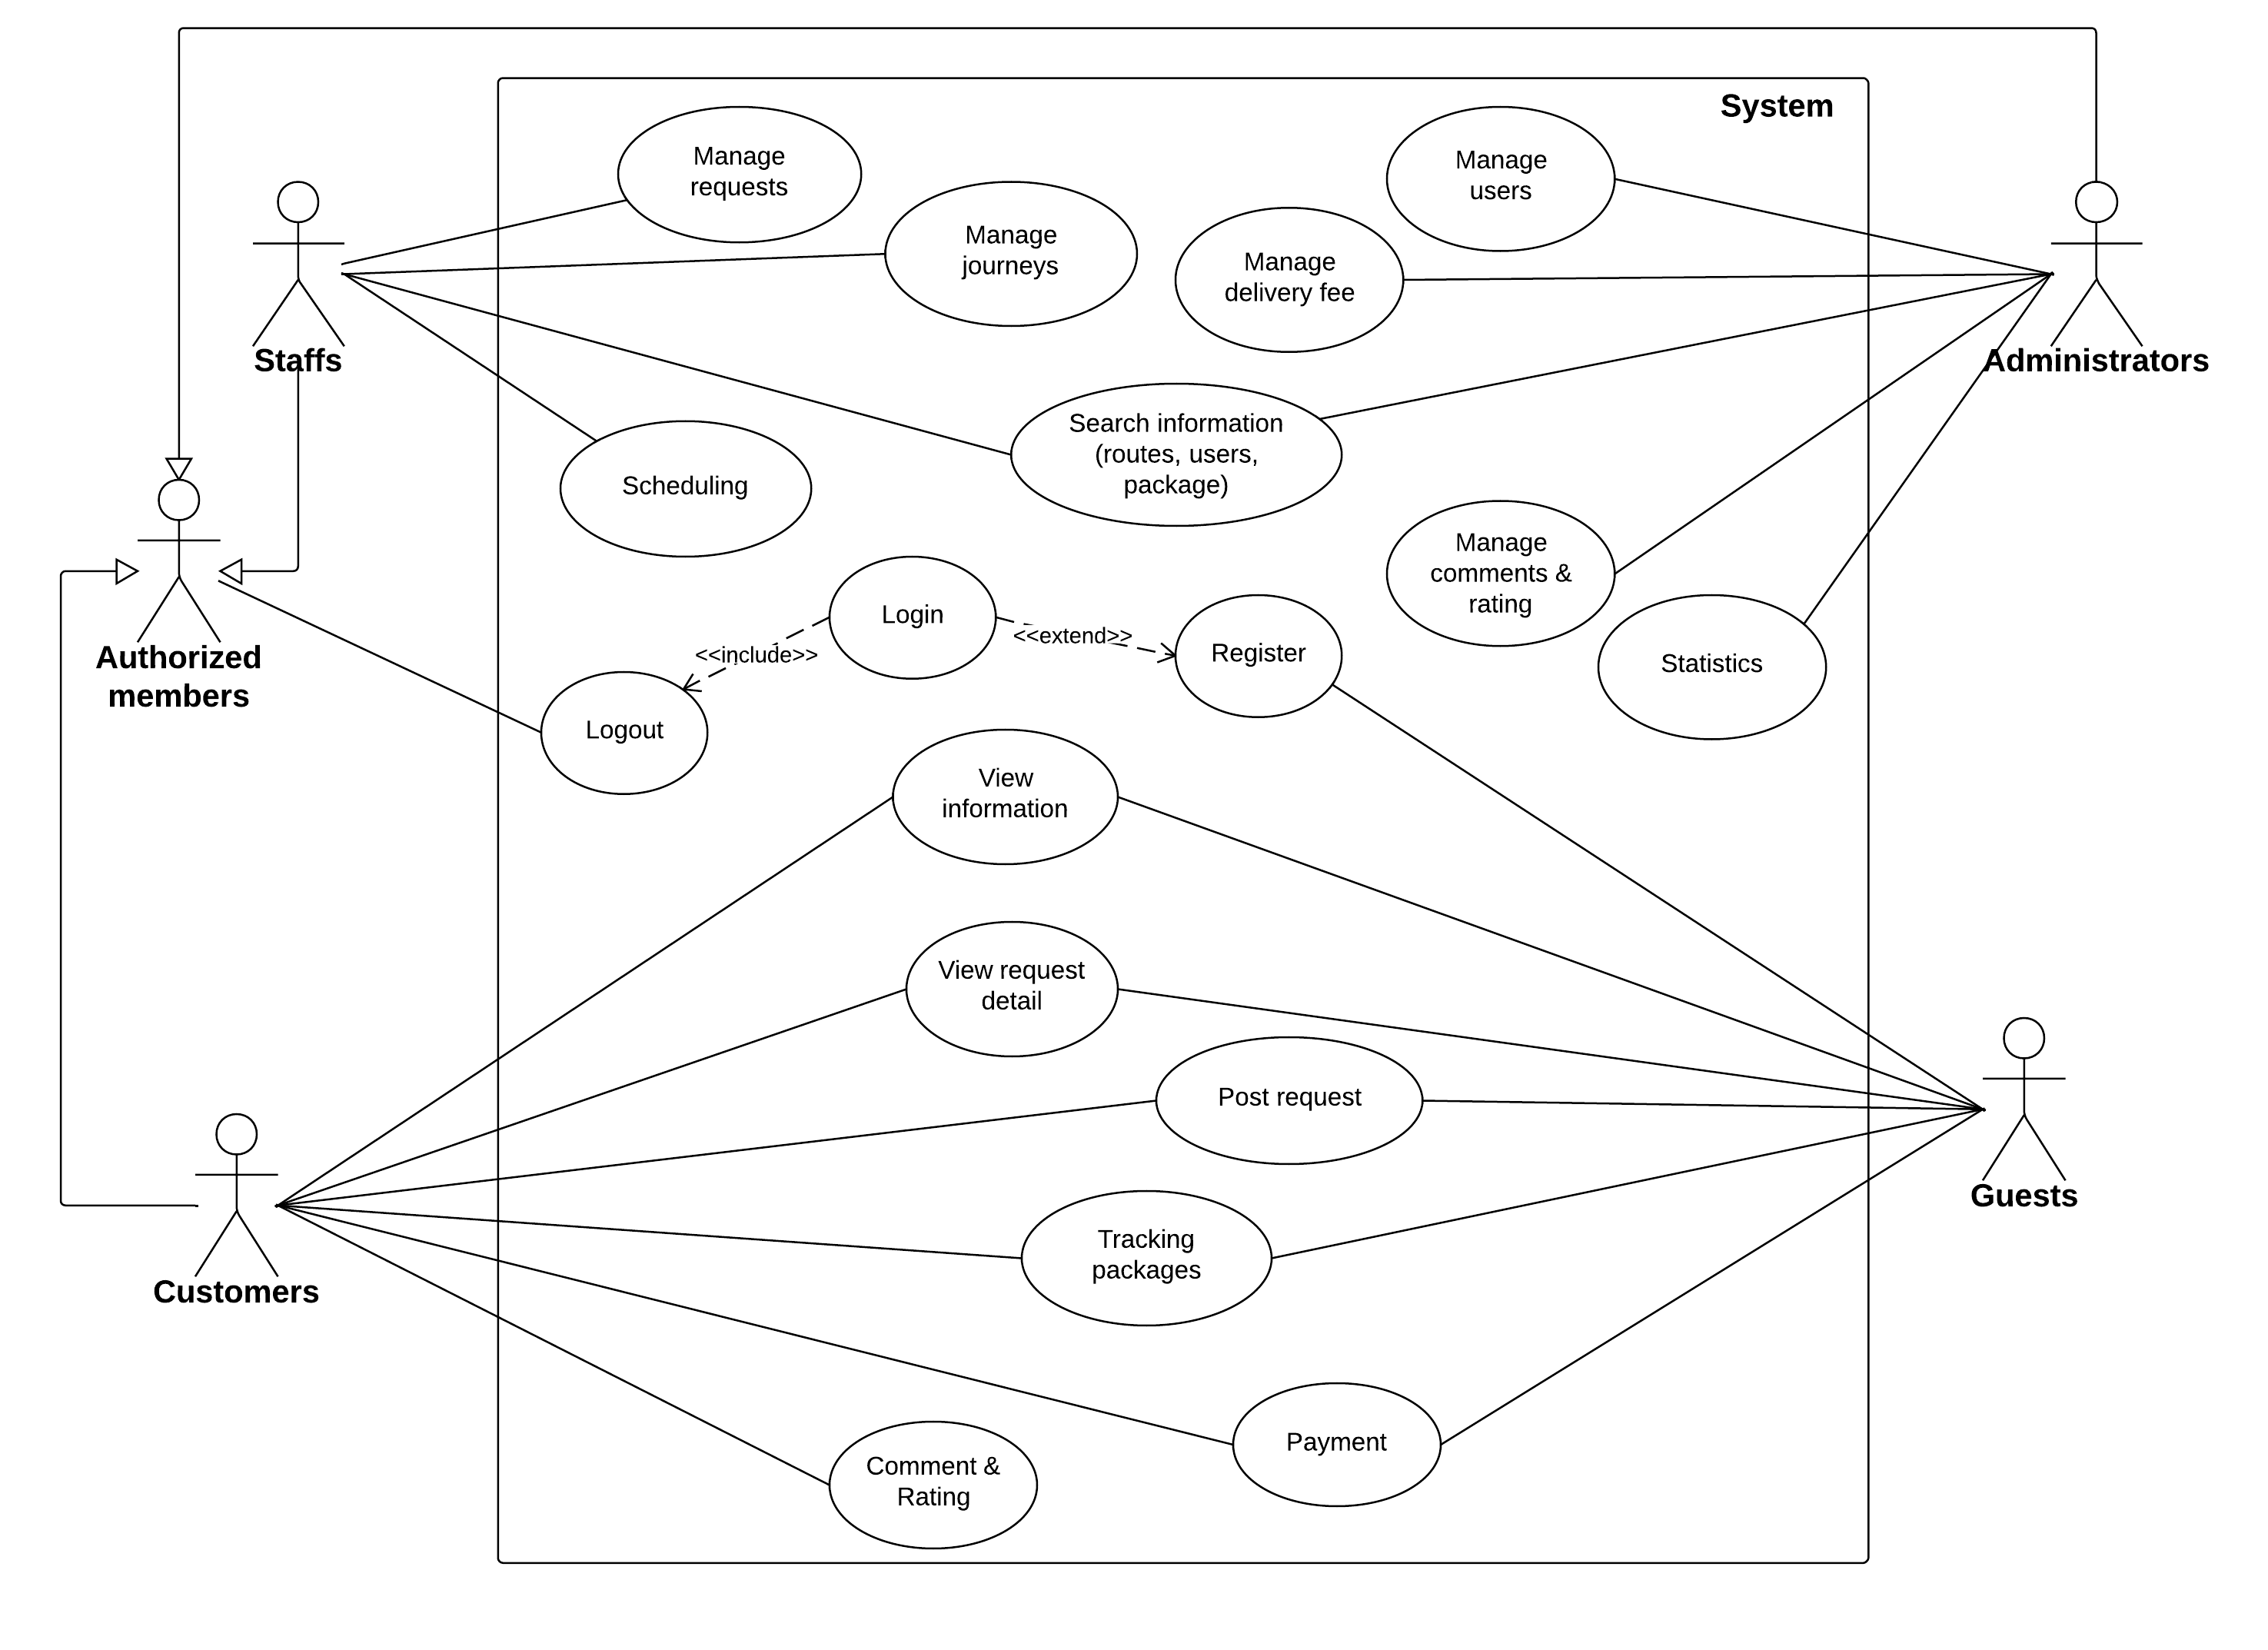 System
Manage
requests
Manage
users
Manage
journeys
Manage
delivery fee
Staffs
Administrators
Search information
(routes, users,
package)
Scheduling
Manage
comments &
rating
Login
<<extend>>
Register
<<include>>
Statistics
Authorized
members
Logout
View
information
View request
detail
Post request
Guests
Tracking
packages
Customers
Payment
Comment &
Rating